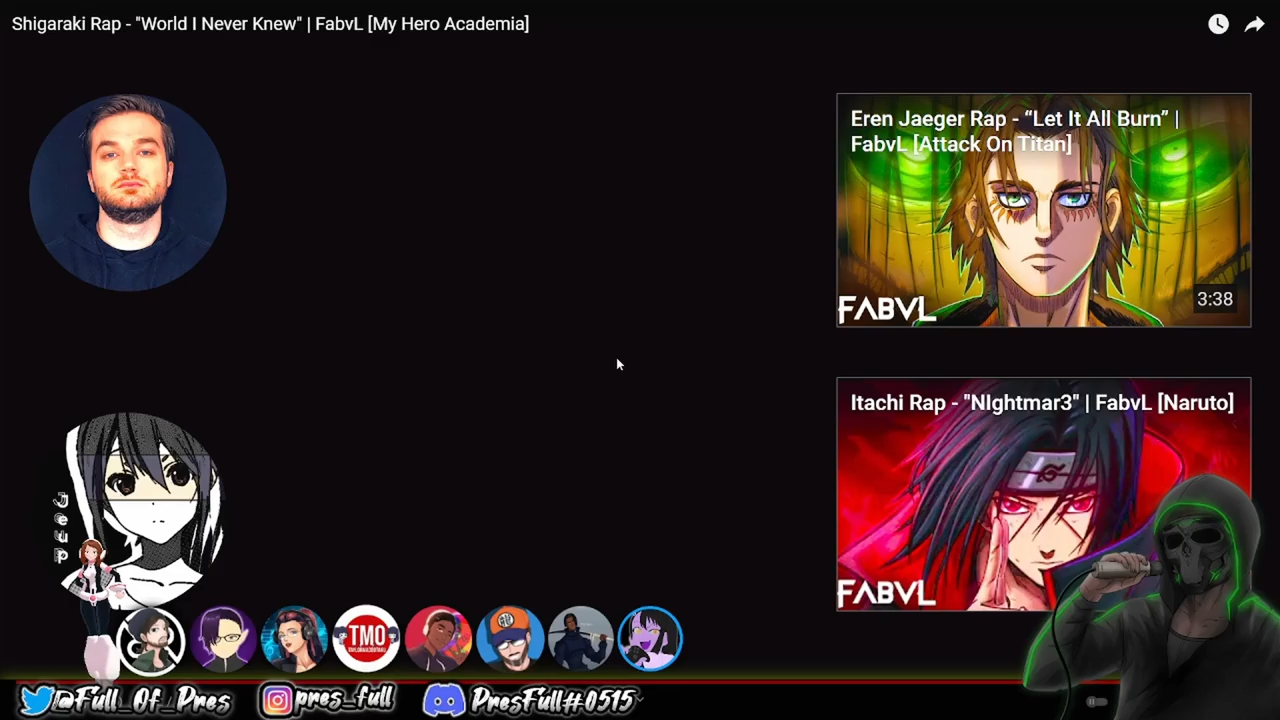 Shigaraki Rap - "World I Never Knew" | FabvL [My Hero Academia]
Eren Jaeger Rap - “Let It All Burn” |
FabvL [Attack On Titan]
FABVL
3:38
Itachi Rap - "NIghtmar3" | FabvL [Naruto]
FABVL
Jeup
TMO
@Full_Of_Pres
pres_full
PresFull#0515